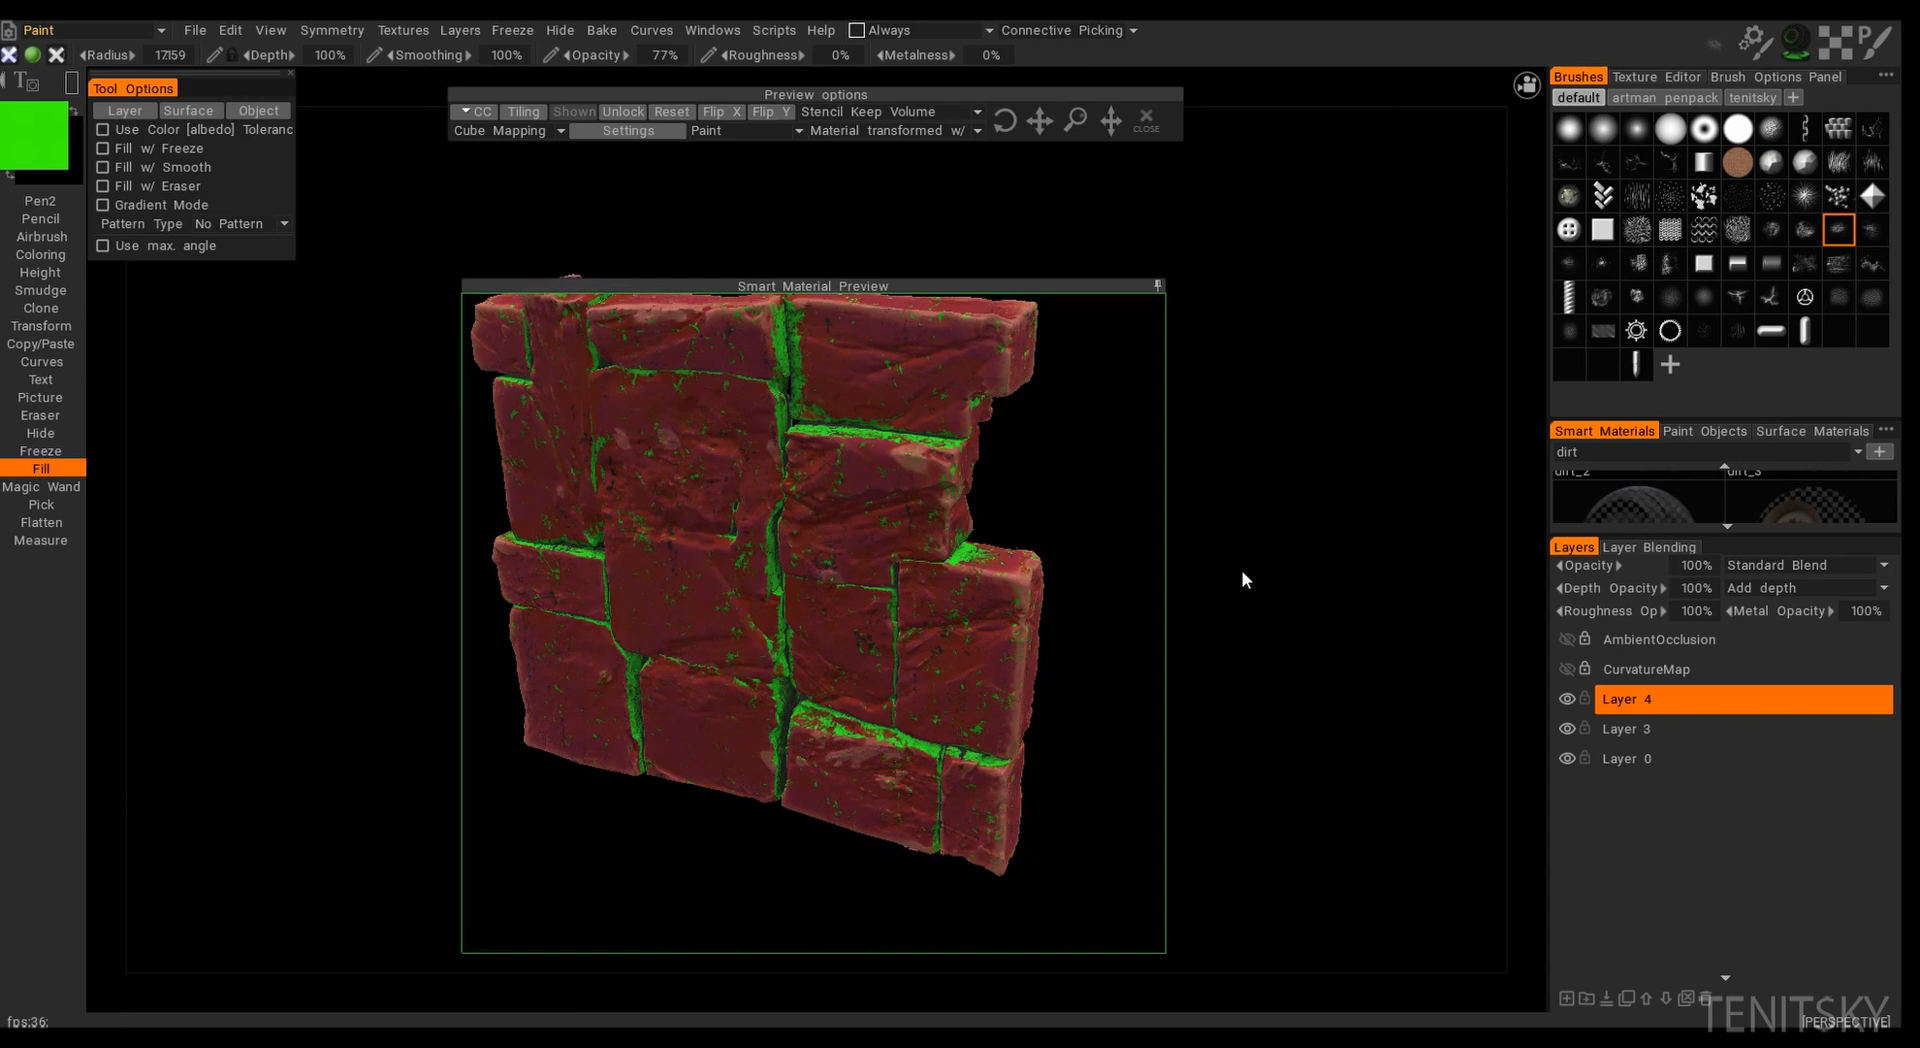 Paint File Edit View Symmetry Textures Layers Freeze Hide Bake Curves Windows Scripts Help Always Connective Picking
Radius 17.159 Depth 100% Smoothing 100% Opacity 77% Roughness 0% Metalness 0%
Tool Options
Layer Surface Object
Use Color [albedo] Toleranc
Fill w/ Freeze
Fill w/ Smooth
Fill w/ Eraser
Gradient Mode
Pattern Type No Pattern
Use max. angle
Pen2
Pencil
Airbrush
Coloring
Height
Smudge
Clone
Transform
Copy/Paste
Curves
Text
Picture
Eraser
Hide
Freeze
Fill
Magic Wand
Pick
Flatten
Measure
fps:36;
Preview options
CC Tiling Shown Unlock Reset Flip X Flip Y Stencil Keep Volume
Cube Mapping Settings Paint Material transformed w/
CLOSE
Smart Material Preview
Brushes Texture Editor Brush Options Panel
default artman penpack tenitsky
Smart Materials Paint Objects Surface Materials
dirt
dirt_2 dirt_3
Layers Layer Blending
Opacity 100% Standard Blend
Depth Opacity 100% Add depth
Roughness Op 100% Metal Opacity 100%
AmbientOcclusion
CurvatureMap
Layer 4
Layer 3
Layer 0
TENITSKY
[PERSPECTIVE]